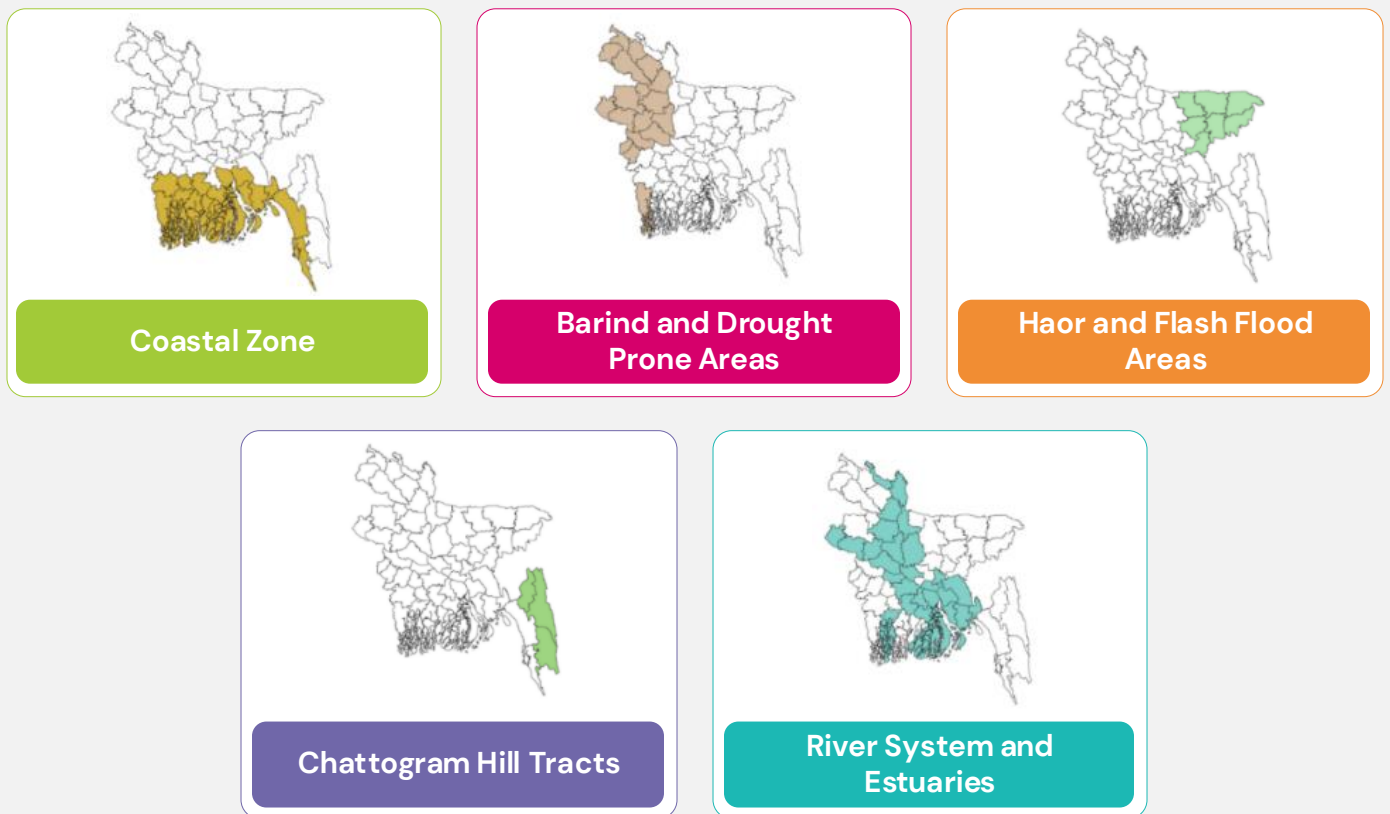 Coastal Zone
Barind and Drought
Prone Areas
Haor and Flash Flood
Areas
Chattogram Hill Tracts
River System and
Estuaries